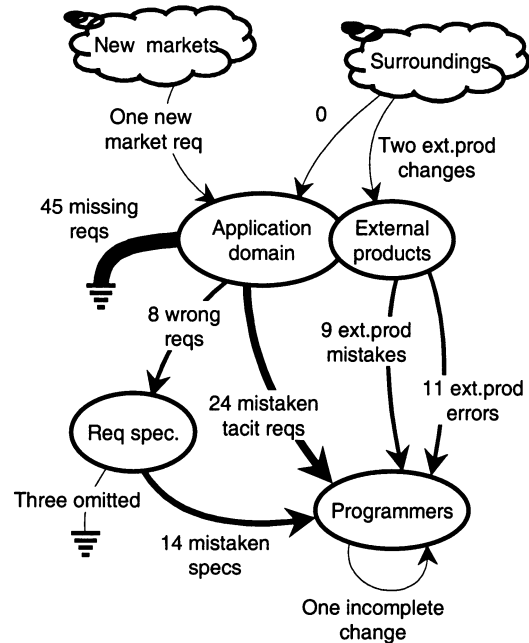 New markets
Surroundings
One new
market req
0
Two ext.prod
changes
45 missing
reqs
Application
domain
External
products
8 wrong
reqs
9 ext.prod
mistakes
24 mistaken
tacit reqs
11 ext.prod
errors
Req spec.
Three omitted
Programmers
14 mistaken
specs
One incomplete
change